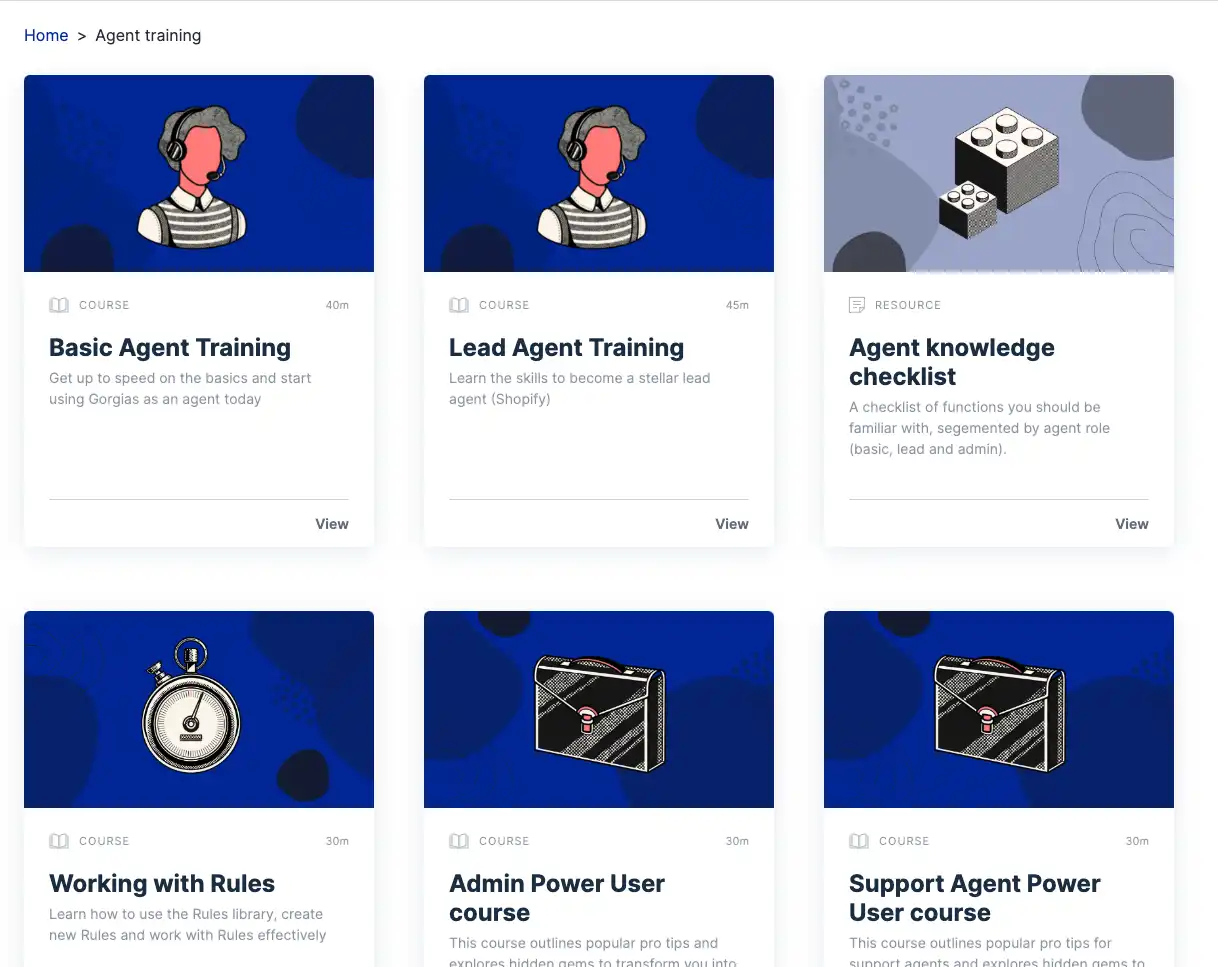 Home > Agent training
COURSE 40m
Basic Agent Training
Get up to speed on the basics and start
using Gorgias as an agent today
View
COURSE 45m
Lead Agent Training
Learn the skills to become a stellar lead
agent (Shopify)
View
RESOURCE
Agent knowledge
checklist
A checklist of functions you should be
familiar with, segemented by agent role
(basic, lead and admin).
View
COURSE 30m
Working with Rules
Learn how to use the Rules library, create
new Rules and work with Rules effectively
COURSE 30m
Admin Power User
course
This course outlines popular pro tips and
explores hidden gems to transform you into
COURSE 30m
Support Agent Power
User course
This course outlines popular pro tips for
support agents and explores hidden gems to